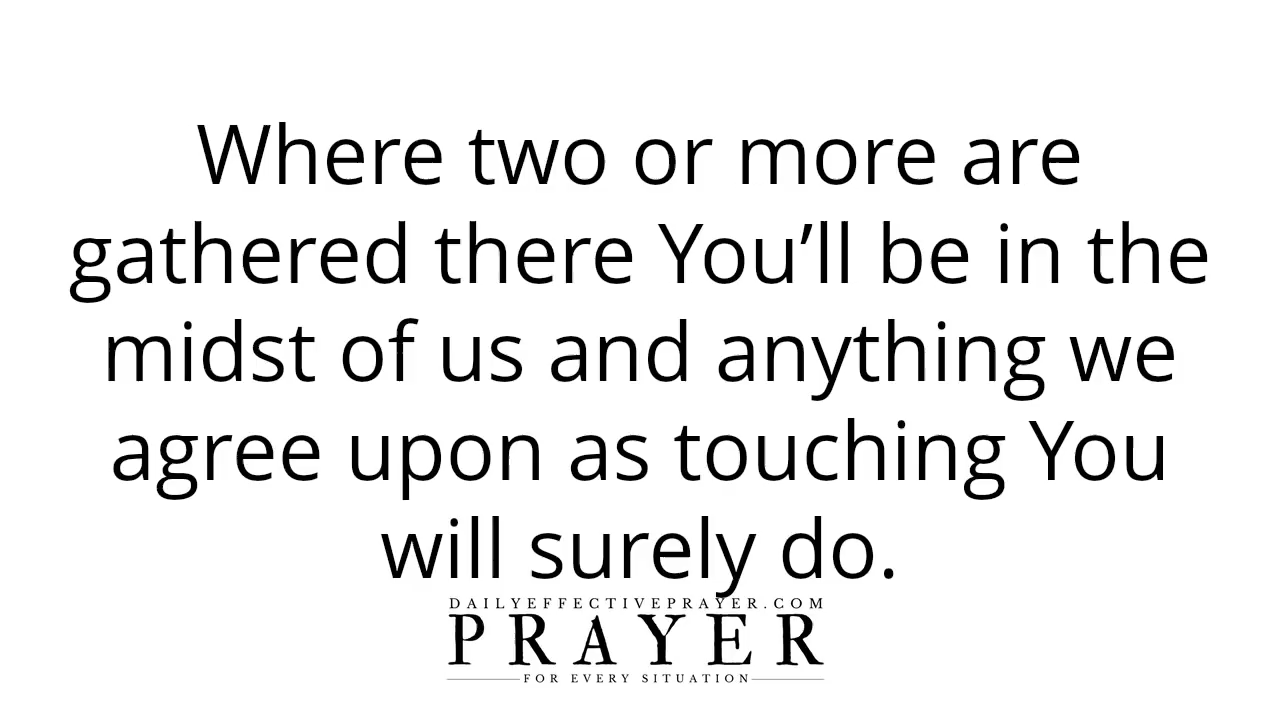 Where two or more are
gathered there You’ll be in the
midst of us and anything we
agree upon as touching You
will surely do.
DAILYEFFECTIVEPRAYER.COM
PRAYER
FOR EVERY SITUATION